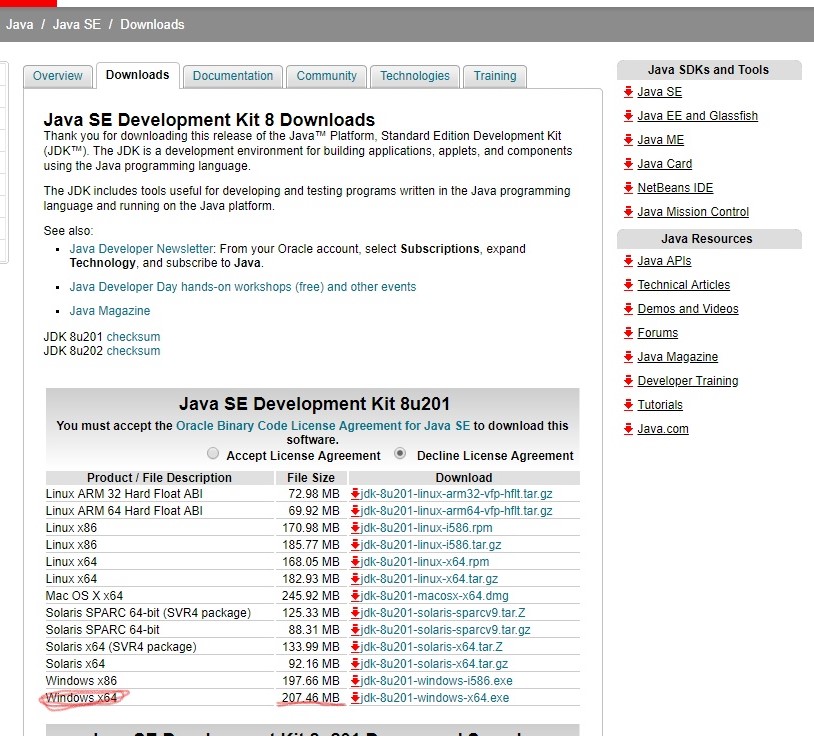 Java / Java SE / Downloads
Overview Downloads Documentation Community Technologies Training
Java SE Development Kit 8 Downloads
Thank you for downloading this release of the Java™ Platform, Standard Edition Development Kit
(JDK™). The JDK is a development environment for building applications, applets, and components
using the Java programming language.
The JDK includes tools useful for developing and testing programs written in the Java programming
language and running on the Java platform.
See also:
Java Developer Newsletter: From your Oracle account, select Subscriptions, expand
Technology, and subscribe to Java.
Java Developer Day hands-on workshops (free) and other events
Java Magazine
JDK 8u201 checksum
JDK 8u202 checksum
Java SE Development Kit 8u201
You must accept the Oracle Binary Code License Agreement for Java SE to download this
software.
Accept License Agreement Decline License Agreement
Product / File Description File Size Download
Linux ARM 32 Hard Float ABI 72.98 MB jdk-8u201-linux-arm32-vfp-hflt.tar.gz
Linux ARM 64 Hard Float ABI 69.92 MB jdk-8u201-linux-arm64-vfp-hflt.tar.gz
Linux x86 170.98 MB jdk-8u201-linux-i586.rpm
Linux x86 185.77 MB jdk-8u201-linux-i586.tar.gz
Linux x64 168.05 MB jdk-8u201-linux-x64.rpm
Linux x64 182.93 MB jdk-8u201-linux-x64.tar.gz
Mac OS X x64 245.92 MB jdk-8u201-macosx-x64.dmg
Solaris SPARC 64-bit (SVR4 package) 125.33 MB jdk-8u201-solaris-sparcv9.tar.Z
Solaris SPARC 64-bit 88.31 MB jdk-8u201-solaris-sparcv9.tar.gz
Solaris x64 (SVR4 package) 133.99 MB jdk-8u201-solaris-x64.tar.Z
Solaris x64 92.16 MB jdk-8u201-solaris-x64.tar.gz
Windows x86 197.66 MB jdk-8u201-windows-i586.exe
Windows x64 207.46 MB jdk-8u201-windows-x64.exe
Java SDKs and Tools
Java SE
Java EE and Glassfish
Java ME
Java Card
NetBeans IDE
Java Mission Control
Java Resources
Java APIs
Technical Articles
Demos and Videos
Forums
Java Magazine
Developer Training
Tutorials
Java.com